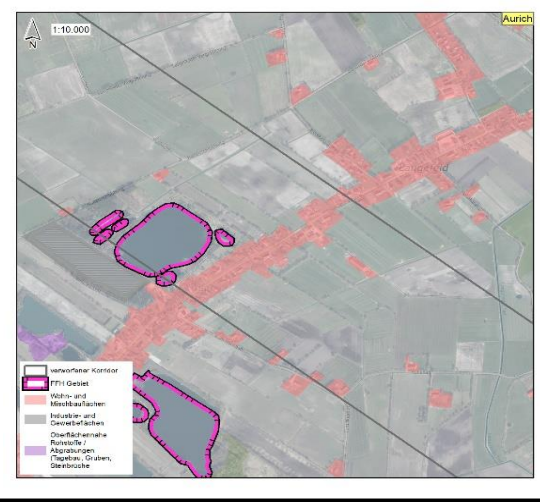 Aurich
N
1:10.000
verworfener Korridor
FFH Gebiet
Wohn- und
Mischbauflächen
Industrie- und
Gewerbeflächen
Oberflächennahe
Rohstoffe /
Abgrabungen
(Tagebau, Gruben,
Steinbrüche